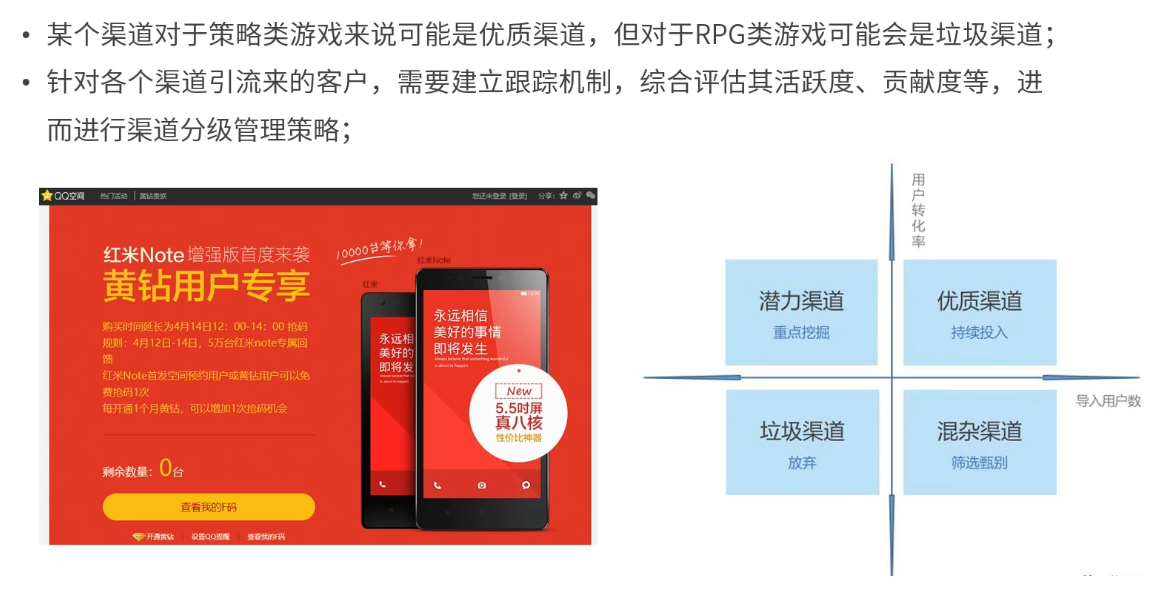 • 某个渠道对于策略类游戏来说可能是优质渠道，但对于RPG类游戏可能会是垃圾渠道；
• 针对各个渠道引流来的客户，需要建立跟踪机制，综合评估其活跃度、贡献度等，进
而进行渠道分级管理策略；
QQ空间 热门活动 | 黄钻贵族 您还未登录 [登录] 分享：
红米Note 增强版首度来袭
黄钻用户专享
购买时间延长为4月14日12：00-14：00 抢码
规则：4月12日-14日，5万台红米note专属回
馈
红米Note首发空间预约用户或黄钻用户可以免
费抢码1次
每开通1个月黄钻，可以增加1次抢码机会
剩余数量：0台
查看我的F码
开通黄钻 | 设置QQ提醒 | 查看我的F码
10000台等你拿！
红米Note
红米
永远相
美好的
即将发
永远相信
美好的事情
即将发生
Always believe that something wonderful
is about to happen
New
5.5吋屏
真八核
性价比神器
用户转化率
潜力渠道
重点挖掘
优质渠道
持续投入
导入用户数
垃圾渠道
放弃
混杂渠道
筛选甄别